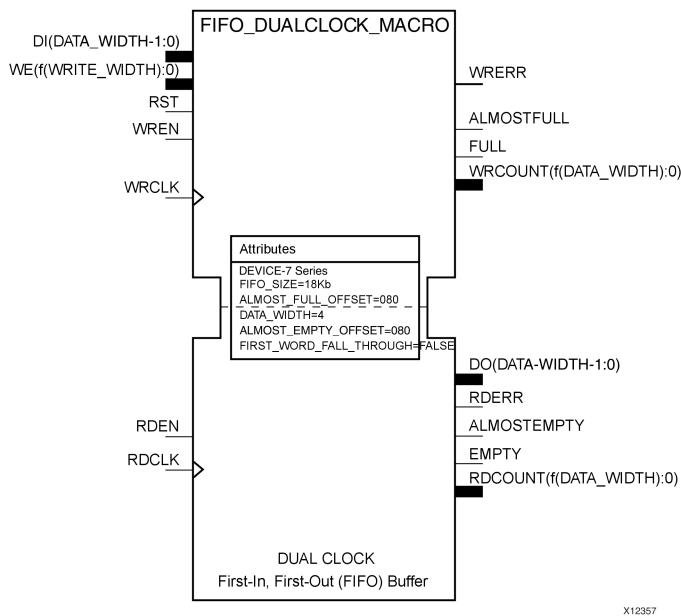 FIFO_DUALCLOCK_MACRO
DI(DATA_WIDTH-1:0)
WE(f(WRITE_WIDTH):0)
RST
WREN
WRCLK
WRERR
ALMOSTFULL
FULL
WRCOUNT(f(DATA_WIDTH):0)
Attributes
DEVICE-7 Series
FIFO_SIZE=18Kb
ALMOST_FULL_OFFSET=080
DATA_WIDTH=4
ALMOST_EMPTY_OFFSET=080
FIRST_WORD_FALL_THROUGH=FALSE
RDEN
RDCLK
DO(DATA-WIDTH-1:0)
RDERR
ALMOSTEMPTY
EMPTY
RDCOUNT(f(DATA_WIDTH):0)
DUAL CLOCK
First-In, First-Out (FIFO) Buffer
X12357